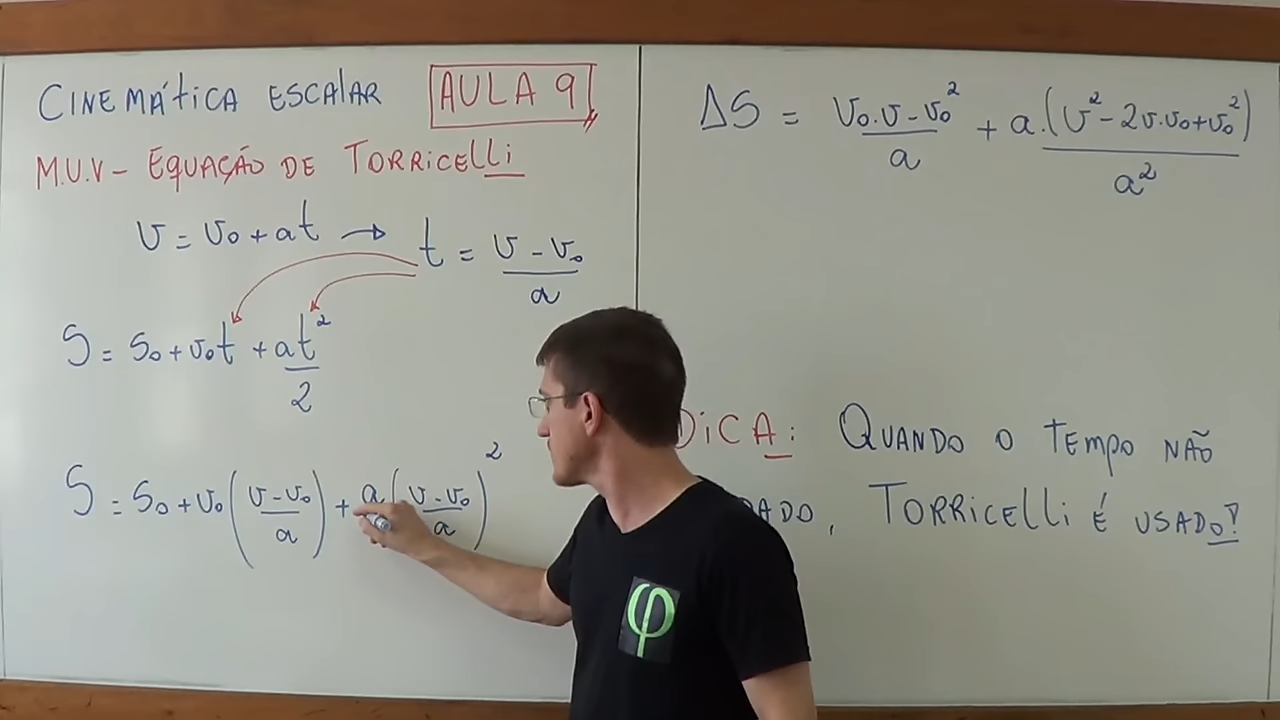 CINEMÁTICA ESCALAR AULA 9
M.U.V - EQUAÇÃO DE TORRICELLI
v = v₀ + at → t = (v - v₀)/a
S = S₀ + v₀t + at²/2
S = S₀ + v₀((v - v₀)/a) + a((v - v₀)/a)²
φ
ΔS = (v₀.v - v₀²)/a + a.(v² - 2v.v₀ + v₀²)/a²
DICA: QUANDO O TEMPO NÃO
DADO, TORRICELLI É USADO!